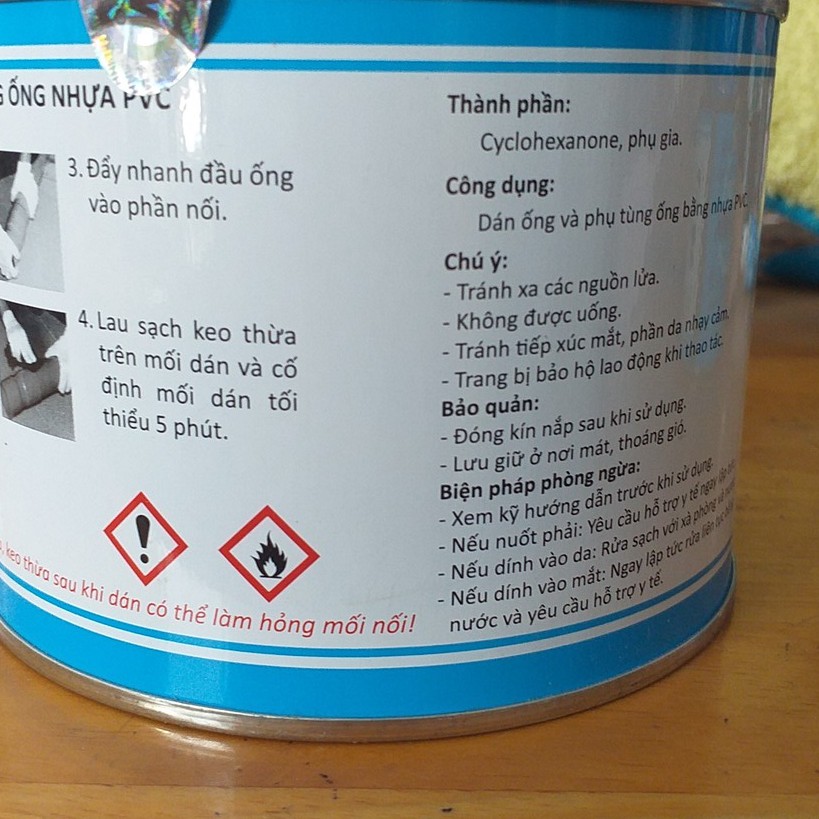 ỐNG NHỰA PVC
3. Đẩy nhanh đầu ống
vào phần nối.
4. Lau sạch keo thừa
trên mối dán và cố
định mối dán tối
thiểu 5 phút.
keo thừa sau khi dán có thể làm hỏng mối nối!
Thành phần:
Cyclohexanone, phụ gia.
Công dụng:
Dán ống và phụ tùng ống bằng nhựa PVC
Chú ý:
- Tránh xa các nguồn lửa.
- Không được uống.
- Tránh tiếp xúc mắt, phần da nhạy cảm.
- Trang bị bảo hộ lao động khi thao tác.
Bảo quản:
- Đóng kín nắp sau khi sử dụng.
- Lưu giữ ở nơi mát, thoáng gió.
Biện pháp phòng ngừa:
- Xem kỹ hướng dẫn trước khi sử dụng.
- Nếu nuốt phải: Yêu cầu hỗ trợ y tế ngay lập
- Nếu dính vào da: Rửa sạch với xà phòng và
- Nếu dính vào mắt: Ngay lập tức rửa liên tục
nước và yêu cầu hỗ trợ y tế.